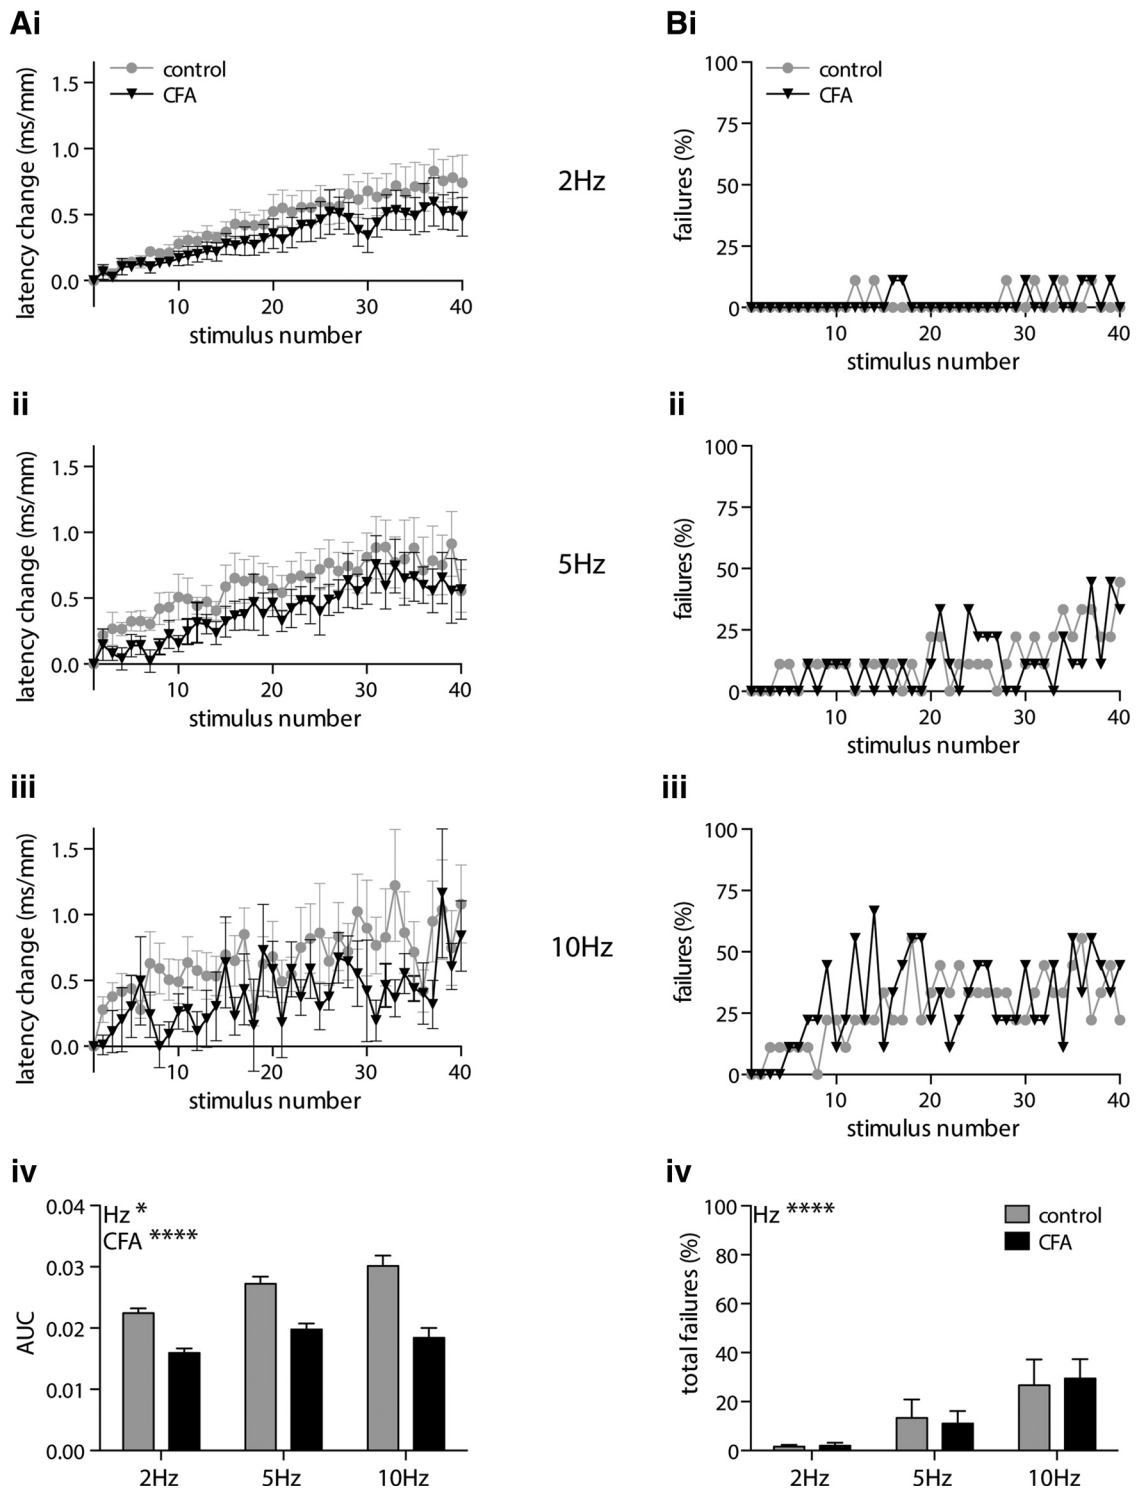 Ai
Bi
latency change (ms/mm)
1.5
1.0
0.5
0.0
control
CFA
10
20
30
40
stimulus number
2Hz
failures (%)
100
75
50
25
0
control
CFA
10
20
30
40
stimulus number
ii
ii
latency change (ms/mm)
1.5
1.0
0.5
0.0
10
20
30
40
stimulus number
5Hz
failures (%)
100
75
50
25
0
10
20
30
40
stimulus number
iii
iii
latency change (ms/mm)
1.5
1.0
0.5
0.0
10
20
30
40
stimulus number
10Hz
failures (%)
100
75
50
25
0
10
20
30
40
stimulus number
iv
iv
AUC
0.04
0.03
0.02
0.01
0.00
Hz *
CFA ****
2Hz
5Hz
10Hz
total failures (%)
100
80
60
40
20
0
Hz ****
control
CFA
2Hz
5Hz
10Hz